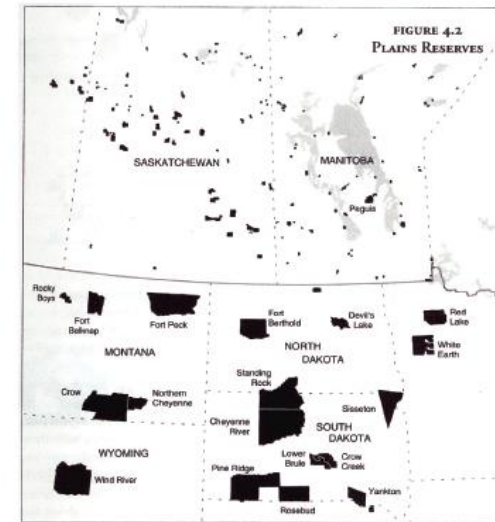 FIGURE 4.2
PLAINS RESERVES
SASKATCHEWAN
MANITOBA
Peguis
Rocky
Boys
Fort
Belknap
Fort Peck
Fort
Berthold
Devil's
Lake
Red
Lake
White
Earth
MONTANA
NORTH
DAKOTA
Standing
Rock
Crow
Northern
Cheyenne
Sisseton
Cheyenne
River
SOUTH
DAKOTA
WYOMING
Lower
Brule
Crow
Creek
Wind River
Pine Ridge
Yankton
Rosebud